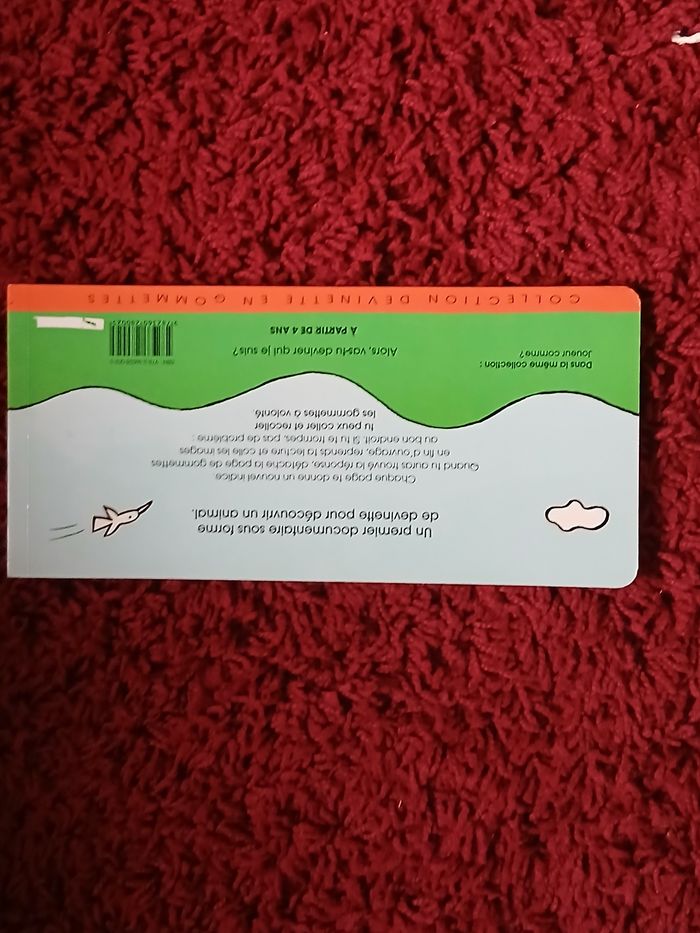 Un premier documentaire sous forme
de devinette pour découvrir un animal.
Chaque page te donne un nouvel indice.
Quand tu auras trouvé la réponse, détache la page de gommettes
en fin d'ouvrage, reprends ta lecture et colle les images
au bon endroit. Si tu te trompes, pas de problème :
tu peux coller et recoller
les gommettes à volonté
Dans la même collection :
Joueur comme?
Alors, vas-tu deviner qui je suis ?
À PARTIR DE 4 ANS
COLLECTION DEVINETTE EN GOMMETTES